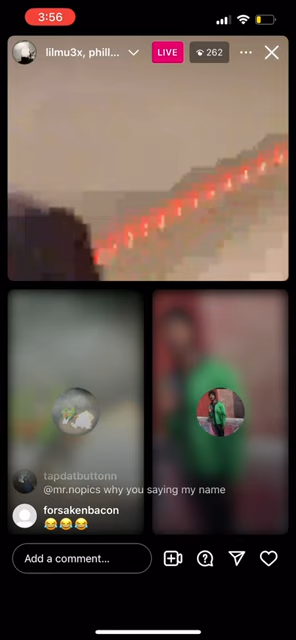 3:56
lilmu3x, phill...
LIVE
262
tapdatbuttonn
@mr.nopics why you saying my name
forsakenbacon
😂😂😂
Add a comment...